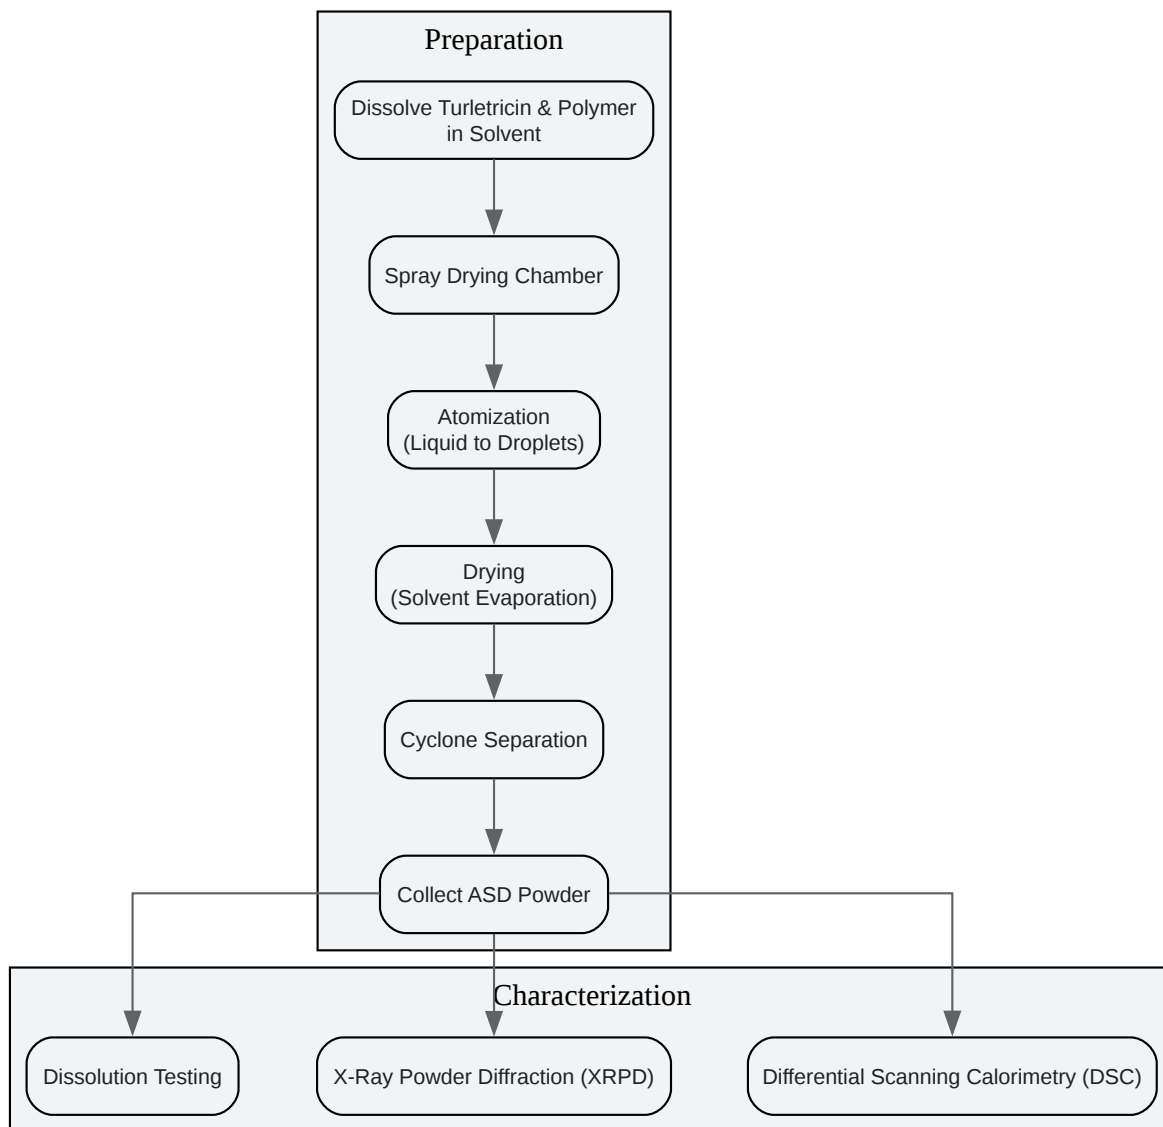 Preparation
Dissolve Turletricin & Polymer
in Solvent
Spray Drying Chamber
Atomization
(Liquid to Droplets)
Drying
(Solvent Evaporation)
Cyclone Separation
Collect ASD Powder
Characterization
Dissolution Testing
X-Ray Powder Diffraction (XRPD)
Differential Scanning Calorimetry (DSC)